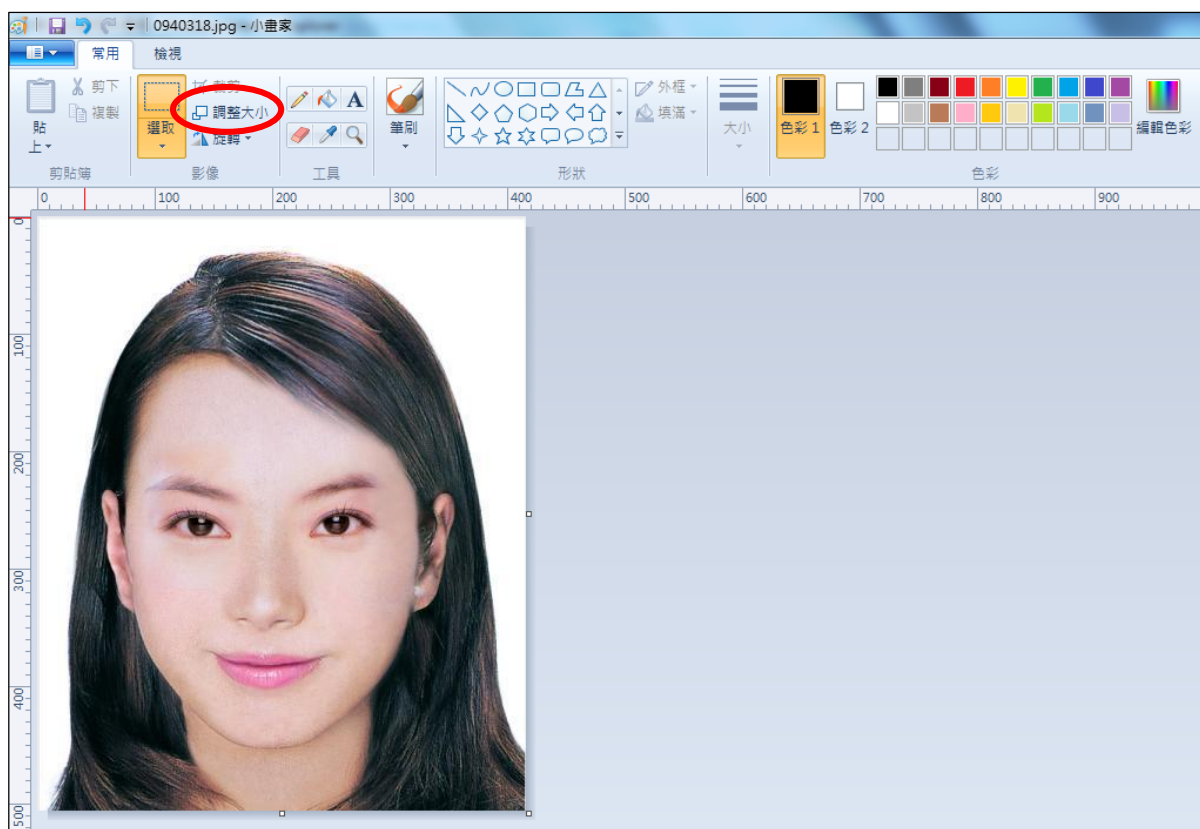 0940318.jpg - 小畫家
常用 檢視
剪下
複製
貼上
剪貼簿
選取
裁剪
調整大小
旋轉
影像
A
工具
筆刷
外框
填滿
形狀
大小
色彩 1
色彩 2
編輯色彩
色彩
0 100 200 300 400 500 600 700 800 900
0
100
200
300
400
500